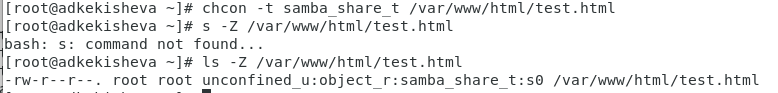 [root@adkekisheva ~]# chcon -t samba_share_t /var/www/html/test.html
[root@adkekisheva ~]# s -Z /var/www/html/test.html
bash: s: command not found...
[root@adkekisheva ~]# ls -Z /var/www/html/test.html
-rw-r--r--. root root unconfined_u:object_r:samba_share_t:s0 /var/www/html/test.html